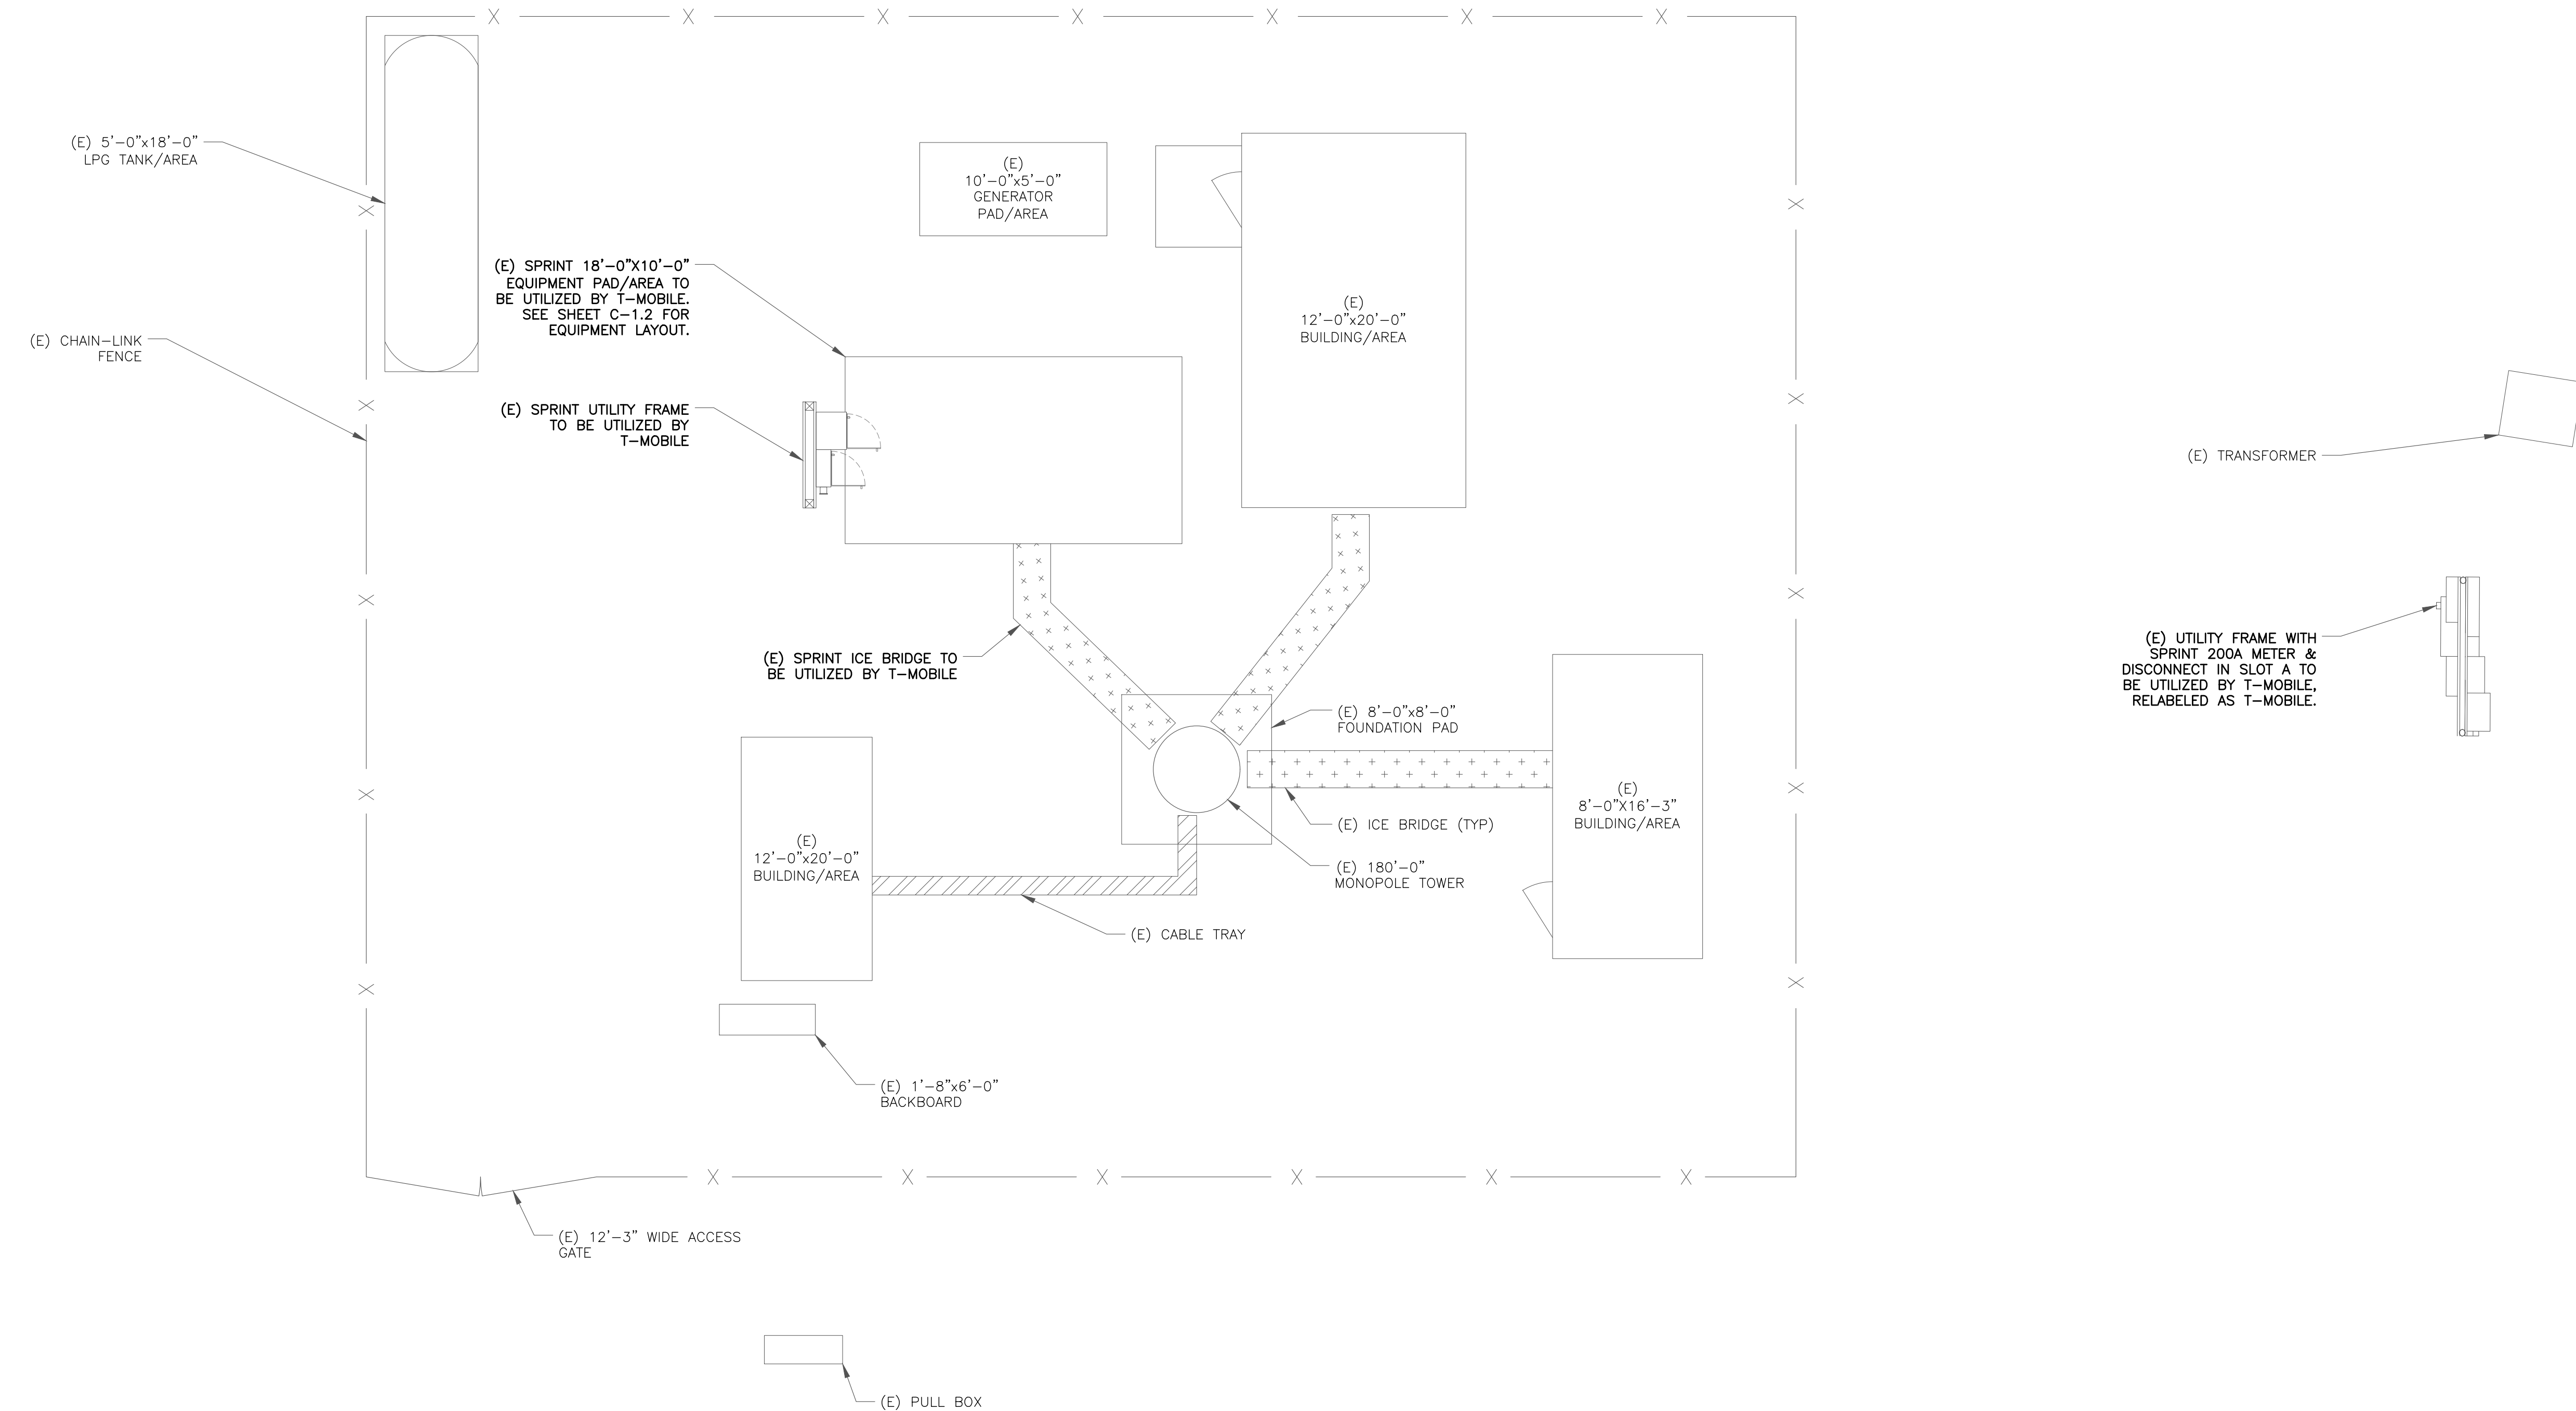 (E) 5'-0"x18'-0"
LPG TANK/AREA
(E)
10'-0"x5'-0"
GENERATOR
PAD/AREA
(E) SPRINT 18'-0"X10'-0"
EQUIPMENT PAD/AREA TO
BE UTILIZED BY T-MOBILE.
SEE SHEET C-1.2 FOR
EQUIPMENT LAYOUT.
(E)
12'-0"x20'-0"
BUILDING/AREA
(E) CHAIN-LINK
FENCE
(E) SPRINT UTILITY FRAME
TO BE UTILIZED BY
T-MOBILE
(E) TRANSFORMER
(E) SPRINT ICE BRIDGE TO
BE UTILIZED BY T-MOBILE
(E) UTILITY FRAME WITH
SPRINT 200A METER &
DISCONNECT IN SLOT A TO
BE UTILIZED BY T-MOBILE,
RELABELED AS T-MOBILE.
(E) 8'-0"x8'-0"
FOUNDATION PAD
(E)
8'-0"X16'-3"
BUILDING/AREA
(E) ICE BRIDGE (TYP)
(E)
12'-0"x20'-0"
BUILDING/AREA
(E) 180'-0"
MONOPOLE TOWER
(E) CABLE TRAY
(E) 1'-8"x6'-0"
BACKBOARD
(E) 12'-3" WIDE ACCESS
GATE
(E) PULL BOX